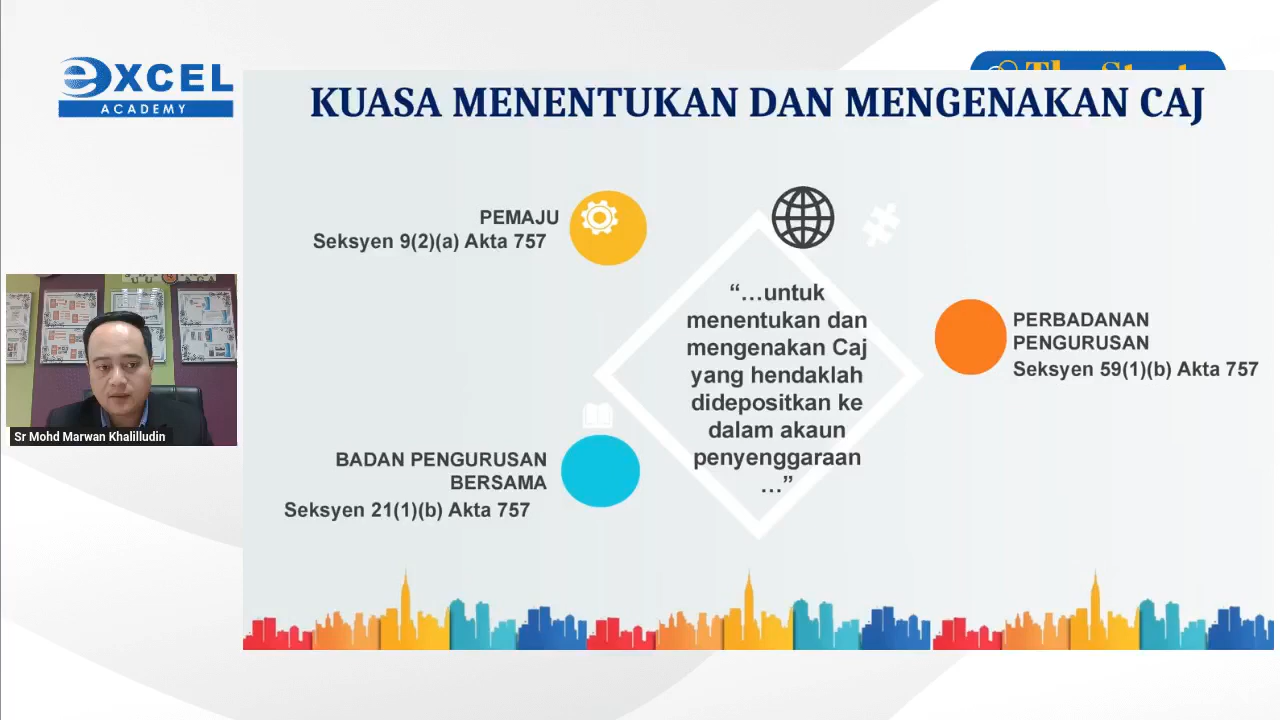 eXCEL
ACADEMY
KUASA MENENTUKAN DAN MENGENAKAN CAJ
PEMAJU
Seksyen 9(2)(a) Akta 757
“…untuk
menentukan dan
mengenakan Caj
yang hendaklah
didepositkan ke
dalam akaun
penyenggaraan
…”
PERBADANAN
PENGURUSAN
Seksyen 59(1)(b) Akta 757
BADAN PENGURUSAN
BERSAMA
Seksyen 21(1)(b) Akta 757
Sr Mohd Marwan Khalilludin